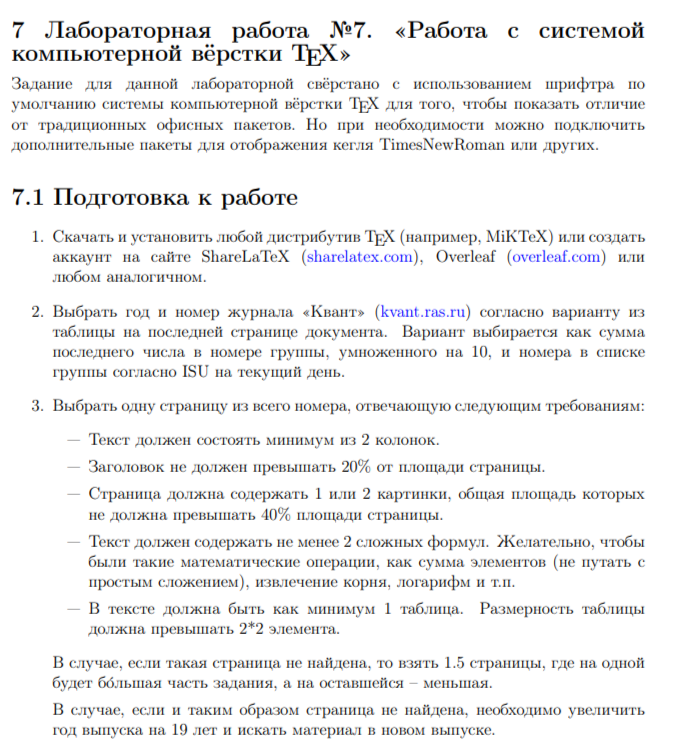 7 Лабораторная работа №7. «Работа с системой
компьютерной вёрстки TEX»
Задание для данной лабораторной свёрстано с использованием шрифтра по
умолчанию системы компьютерной вёрстки TEX для того, чтобы показать отличие
от традиционных офисных пакетов. Но при необходимости можно подключить
дополнительные пакеты для отображения кегля TimesNewRoman или других.
7.1 Подготовка к работе
1. Скачать и установить любой дистрибутив TEX (например, MiKTeX) или создать
аккаунт на сайте ShareLaTeX (sharelatex.com), Overleaf (overleaf.com) или
любом аналогичном.
2. Выбрать год и номер журнала «Квант» (kvant.ras.ru) согласно варианту из
таблицы на последней странице документа. Вариант выбирается как сумма
последнего числа в номере группы, умноженного на 10, и номера в списке
группы согласно ISU на текущий день.
3. Выбрать одну страницу из всего номера, отвечающую следующим требованиям:
— Текст должен состоять минимум из 2 колонок.
— Заголовок не должен превышать 20% от площади страницы.
— Страница должна содержать 1 или 2 картинки, общая площадь которых
не должна превышать 40% площади страницы.
— Текст должен содержать не менее 2 сложных формул. Желательно, чтобы
были такие математические операции, как сумма элементов (не путать с
простым сложением), извлечение корня, логарифм и т.п.
— В тексте должна быть как минимум 1 таблица. Размерность таблицы
должна превышать 2*2 элемента.
В случае, если такая страница не найдена, то взять 1.5 страницы, где на одной
будет бо́льшая часть задания, а на оставшейся – меньшая.
В случае, если и таким образом страница не найдена, необходимо увеличить
год выпуска на 19 лет и искать материал в новом выпуске.